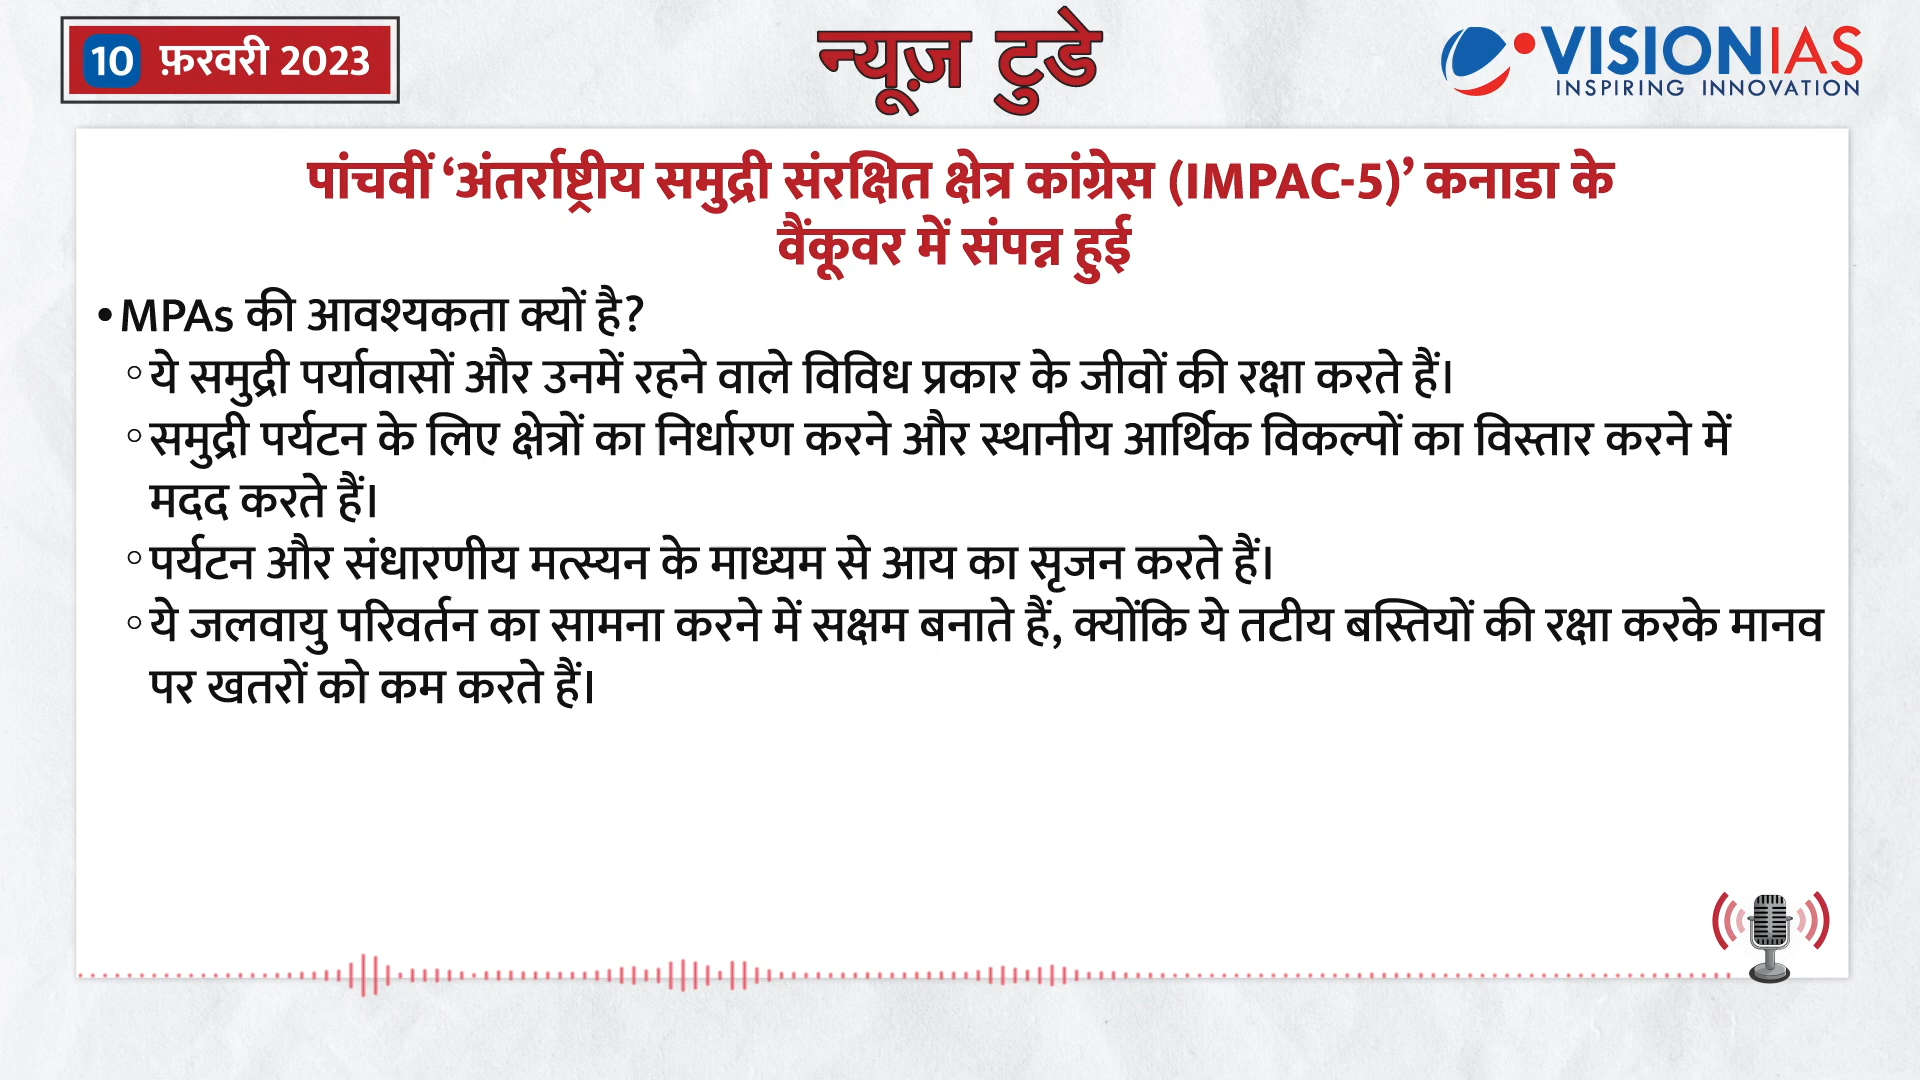 10 फ़रवरी 2023
न्यूज़ टुडे
VISIONIAS
INSPIRING INNOVATION
पांचवीं ‘अंतर्राष्ट्रीय समुद्री संरक्षित क्षेत्र कांग्रेस (IMPAC-5)’ कनाडा के
वैंकूवर में संपन्न हुई
•MPAs की आवश्यकता क्यों है?
○ये समुद्री पर्यावासों और उनमें रहने वाले विविध प्रकार के जीवों की रक्षा करते हैं।
○समुद्री पर्यटन के लिए क्षेत्रों का निर्धारण करने और स्थानीय आर्थिक विकल्पों का विस्तार करने में
मदद करते हैं।
○पर्यटन और संधारणीय मत्स्यन के माध्यम से आय का सृजन करते हैं।
○ये जलवायु परिवर्तन का सामना करने में सक्षम बनाते हैं, क्योंकि ये तटीय बस्तियों की रक्षा करके मानव
पर खतरों को कम करते हैं।